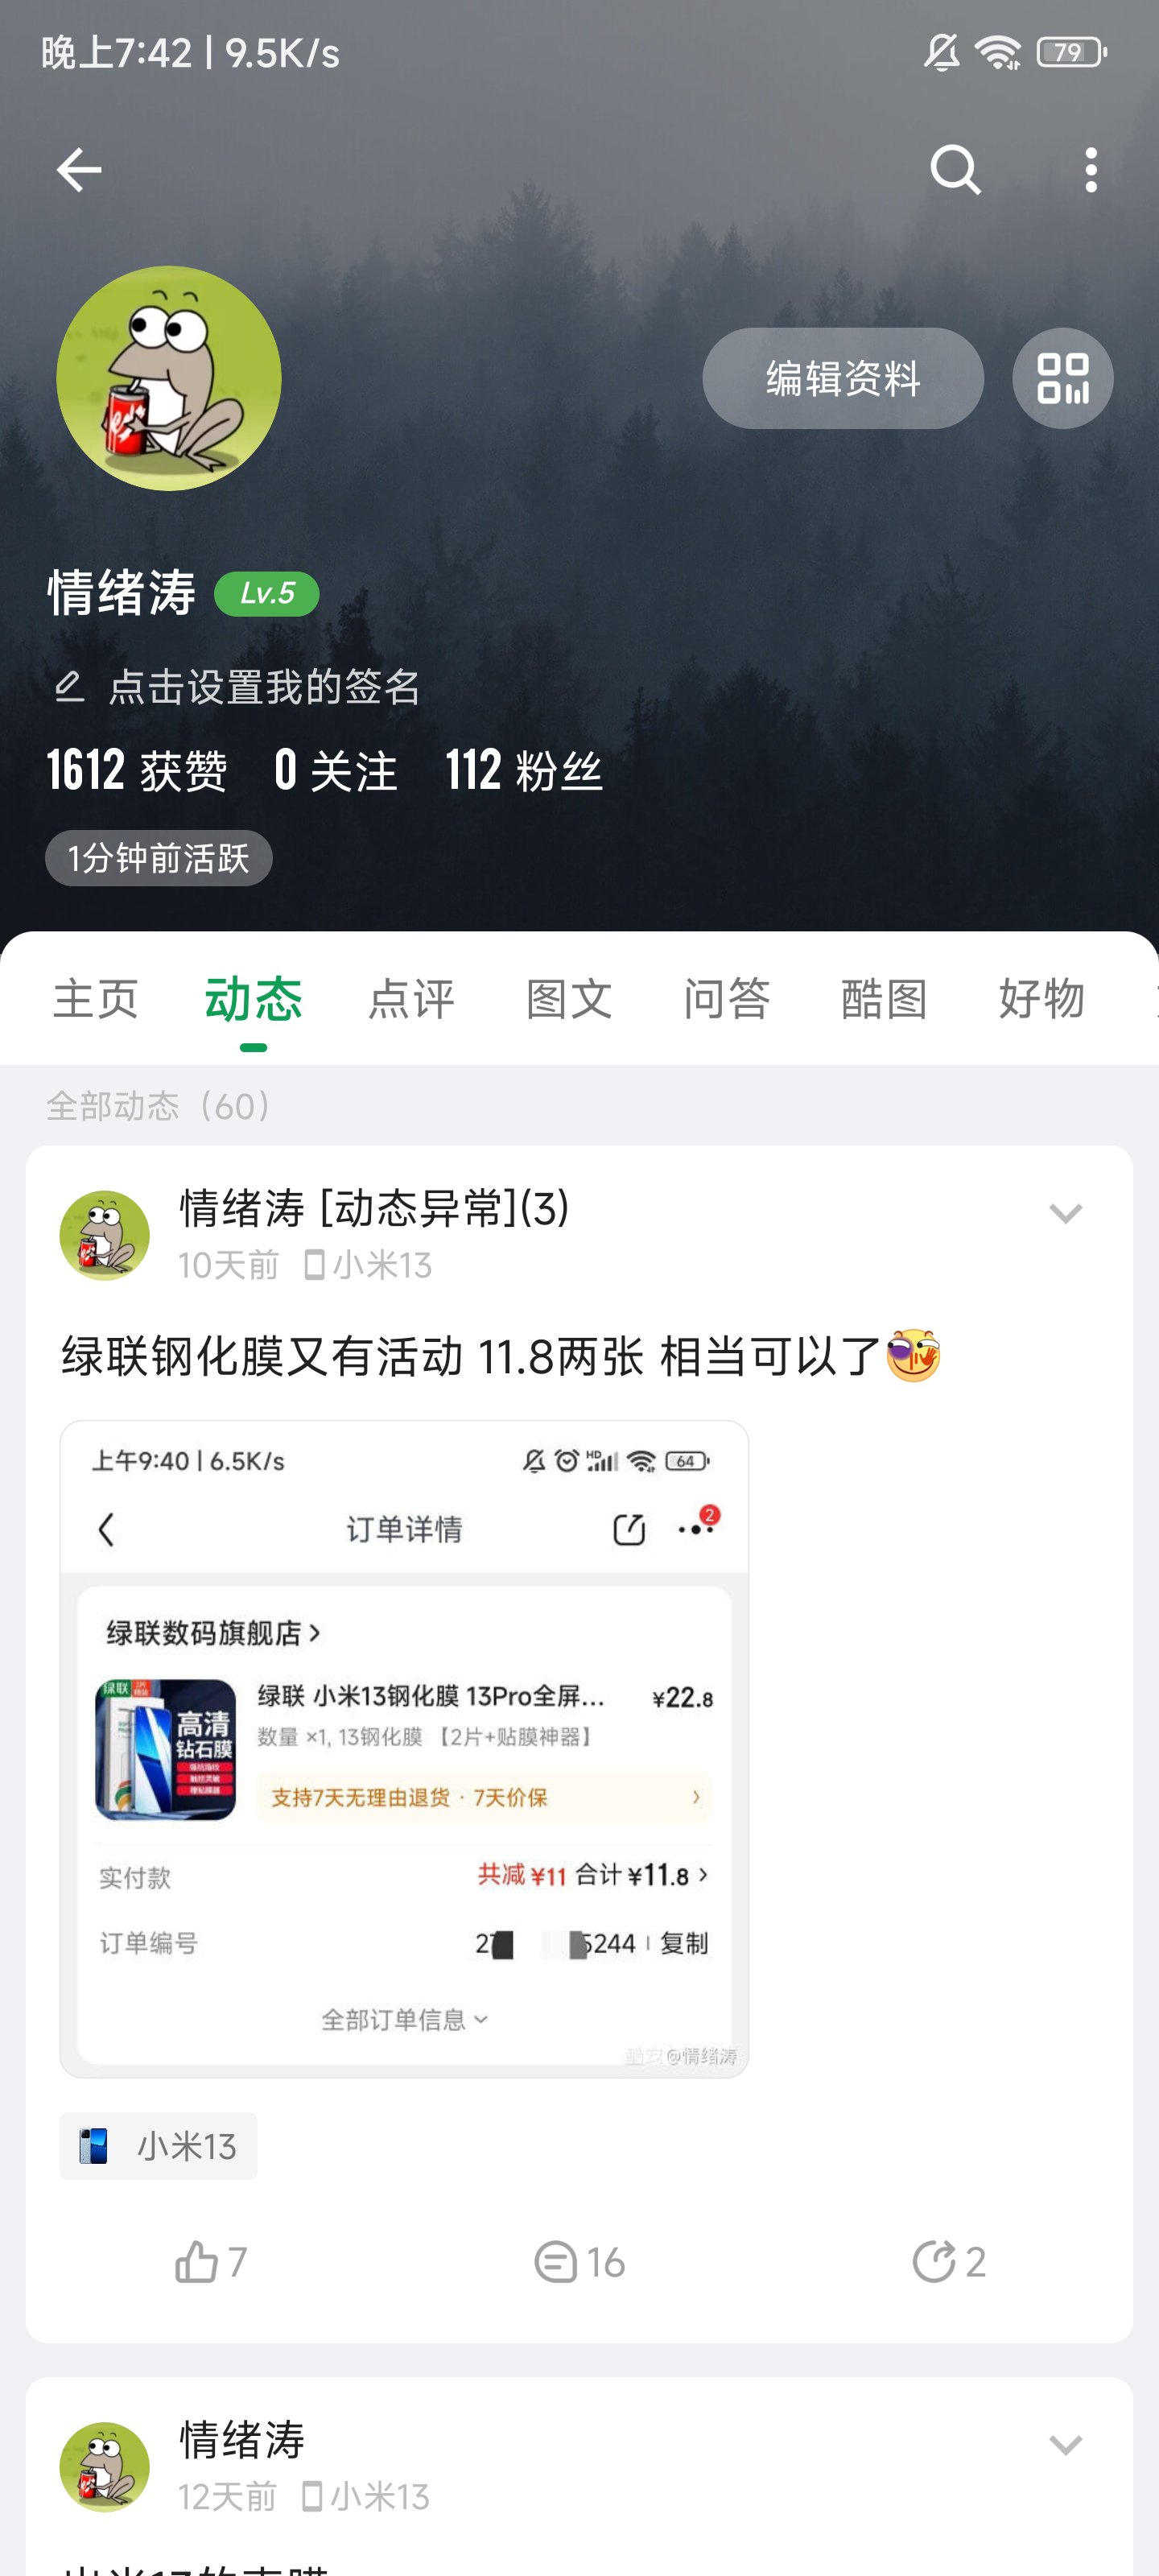 晚上7:42 | 9.5K/s
79
编辑资料
情绪涛 Lv.5
点击设置我的签名
1612 获赞 0 关注 112 粉丝
1分钟前活跃
主页 动态 点评 图文 问答 酷图 好物
全部动态（60）
情绪涛 [动态异常](3)
10天前 小米13
绿联钢化膜又有活动 11.8两张 相当可以了
上午9:40 | 6.5K/s
HD 64
订单详情
2
绿联数码旗舰店
绿联
高清
钻石膜
绿联 小米13钢化膜 13Pro全屏... ¥22.8
数量 ×1, 13钢化膜 【2片+贴膜神器】
支持7天无理由退货 · 7天价保
实付款 共减 ¥11 合计 ¥11.8
订单编号 2 5244 | 复制
全部订单信息
酷安@情绪涛
小米13
7 16 2
情绪涛
12天前 小米13